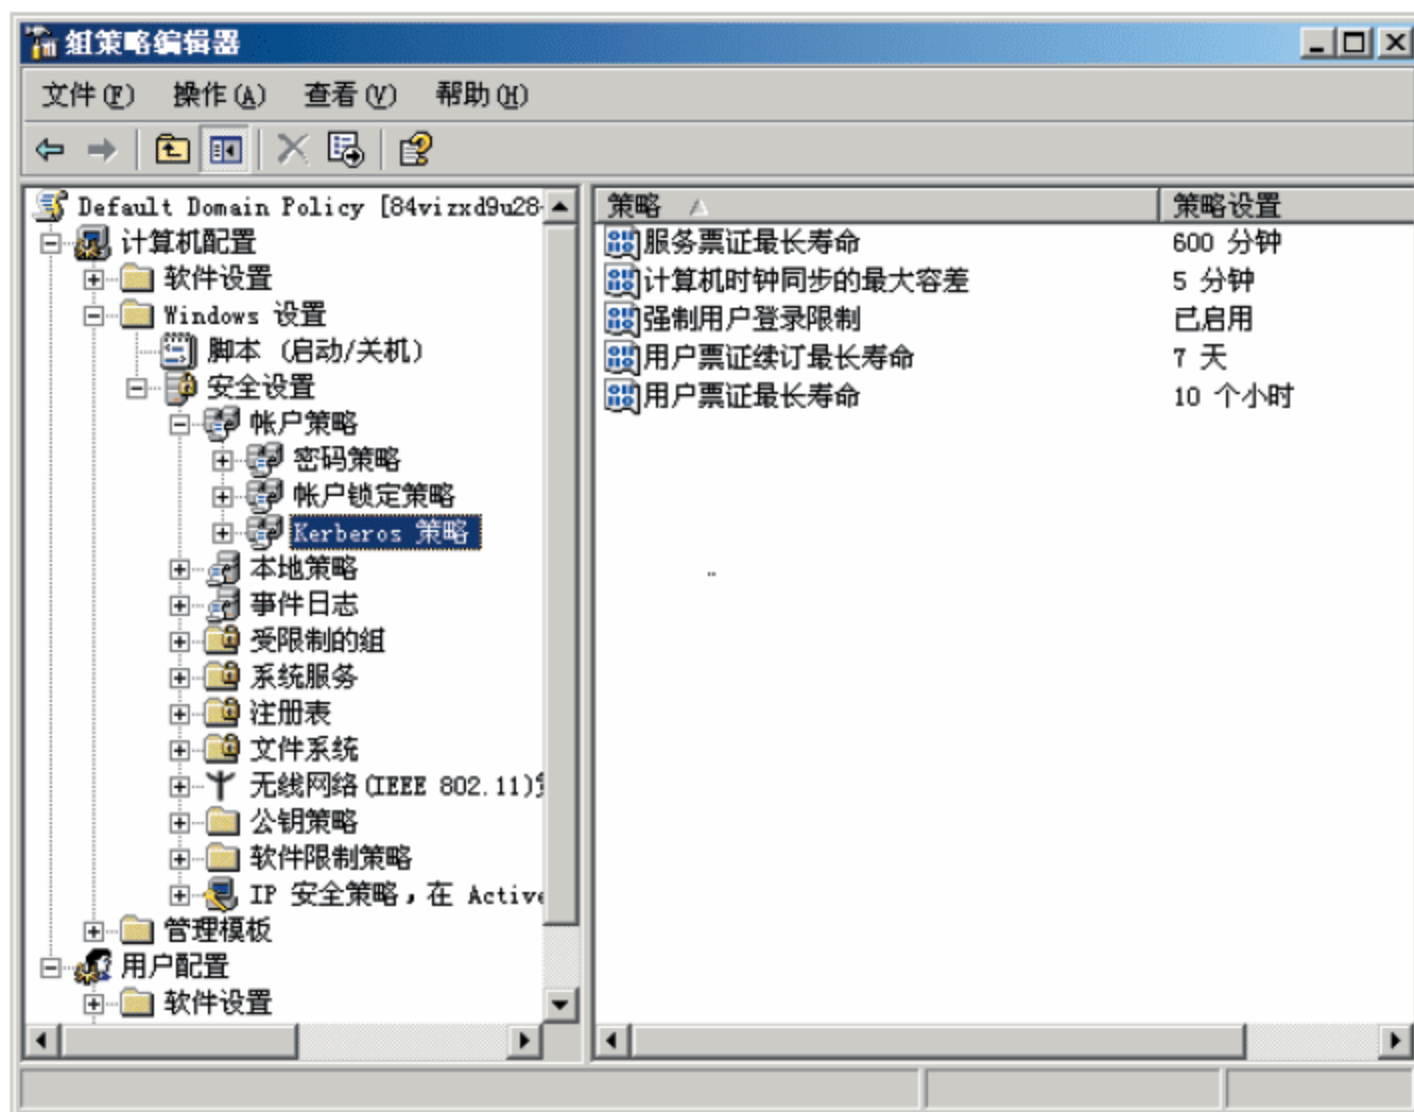 组策略编辑器
文件(F) 操作(A) 查看(V) 帮助(H)
Default Domain Policy [84vizxd9u28-
计算机配置
软件设置
Windows 设置
脚本 (启动/关机)
安全设置
帐户策略
密码策略
帐户锁定策略
Kerberos 策略
本地策略
事件日志
受限制的组
系统服务
注册表
文件系统
无线网络(IEEE 802.11)
公钥策略
软件限制策略
IP 安全策略，在 Active
管理模板
用户配置
软件设置
策略 策略设置
服务票证最长寿命 600 分钟
计算机时钟同步的最大容差 5 分钟
强制用户登录限制 已启用
用户票证续订最长寿命 7 天
用户票证最长寿命 10 个小时